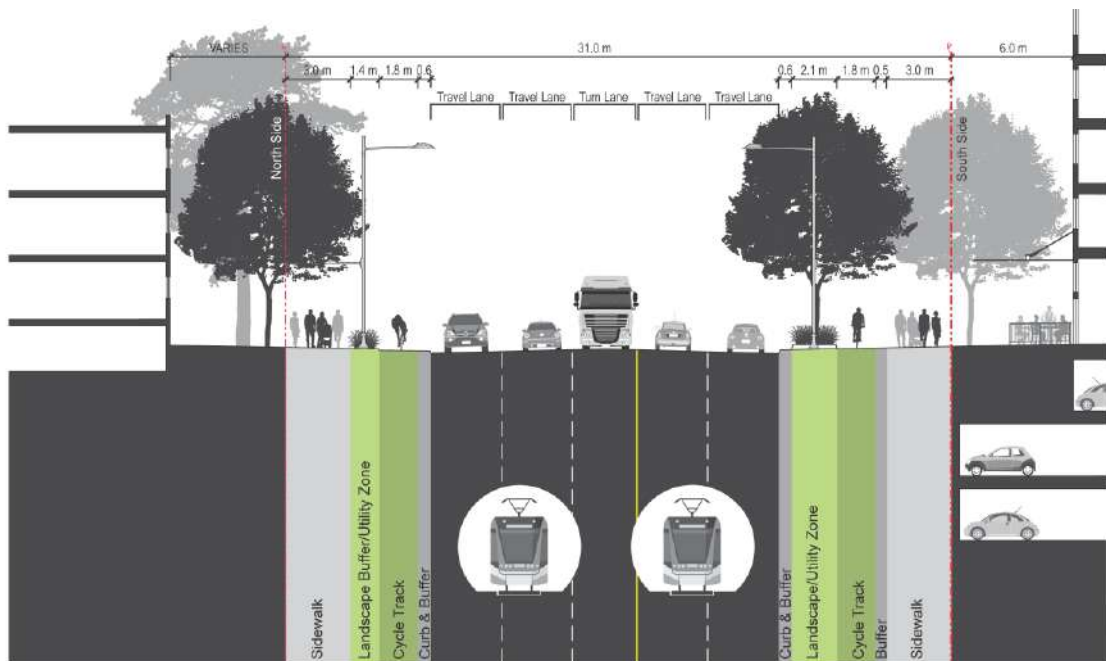 VARIES
31.0 m
6.0 m
3.0 m
1.4 m
1.8 m
0.6
0.6
2.1 m
1.8 m
0.5
3.0 m
Travel Lane
Travel Lane
Turn Lane
Travel Lane
Travel Lane
North Side
South Side
Sidewalk
Landscape Buffer/Utility Zone
Cycle Track
Curb & Buffer
Curb & Buffer
Landscape/Utility Zone
Cycle Track
Buffer
Sidewalk